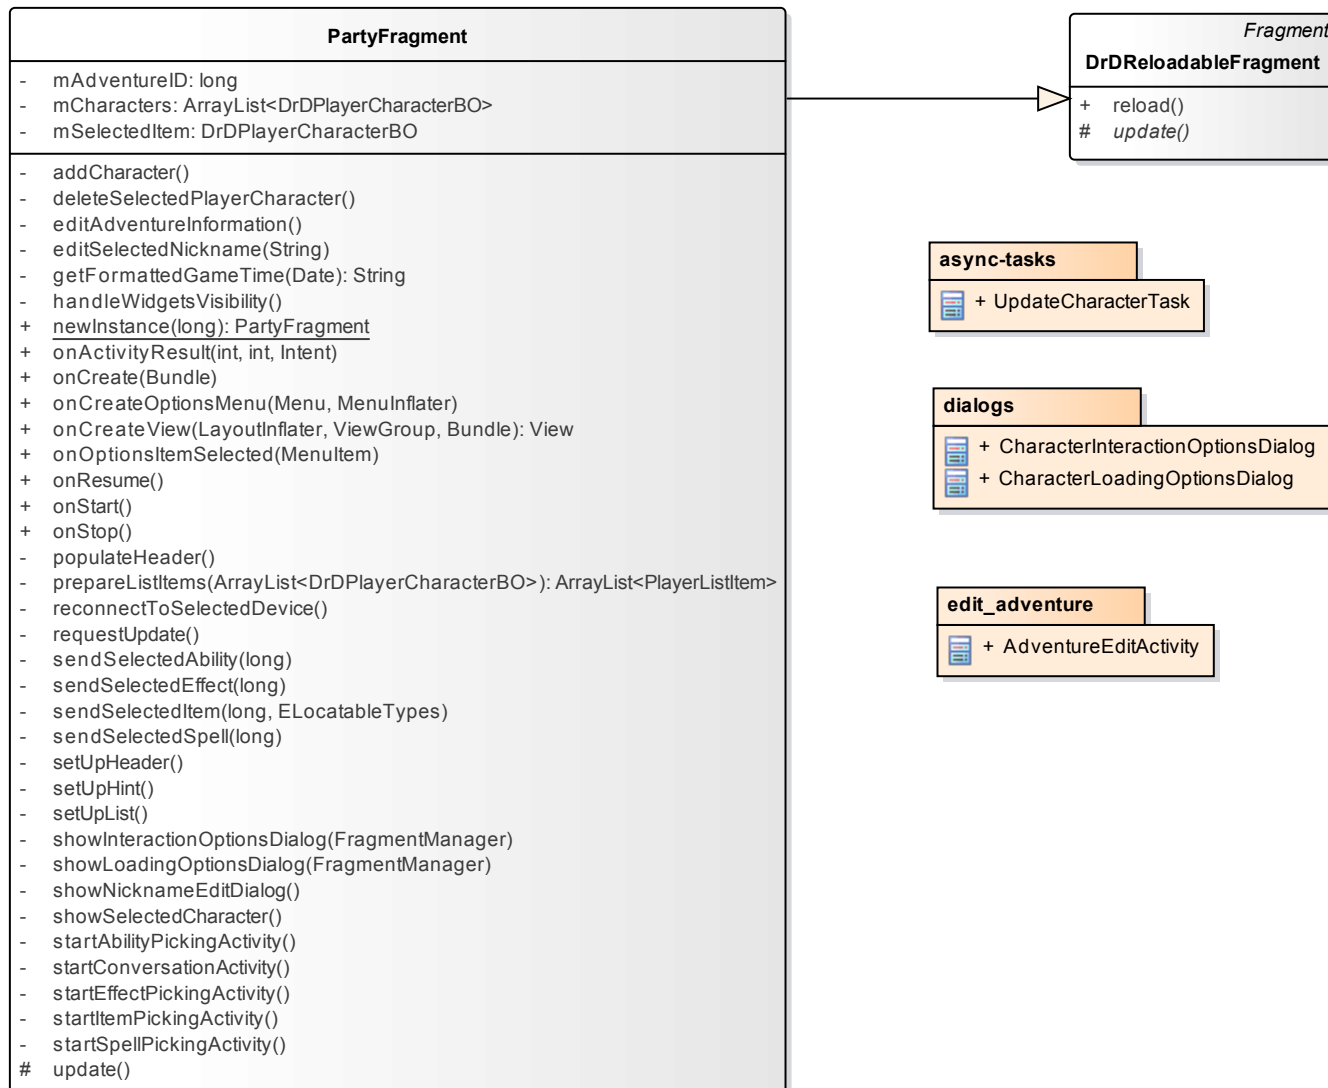 PartyFragment
- mAdventureID: long
- mCharacters: ArrayList<DrDPlayerCharacterBO>
- mSelectedItem: DrDPlayerCharacterBO
- addCharacter()
- deleteSelectedPlayerCharacter()
- editAdventureInformation()
- editSelectedNickname(String)
- getFormattedGameTime(Date): String
- handleWidgetsVisibility()
+ newInstance(long): PartyFragment
+ onActivityResult(int, int, Intent)
+ onCreate(Bundle)
+ onCreateOptionsMenu(Menu, MenuInflater)
+ onCreateView(LayoutInflater, ViewGroup, Bundle): View
+ onOptionsItemSelected(MenuItem)
+ onResume()
+ onStart()
+ onStop()
- populateHeader()
- prepareListItems(ArrayList<DrDPlayerCharacterBO>): ArrayList<PlayerListItem>
- reconnectToSelectedDevice()
- requestUpdate()
- sendSelectedAbility(long)
- sendSelectedEffect(long)
- sendSelectedItem(long, ELocatableTypes)
- sendSelectedSpell(long)
- setUpHeader()
- setUpHint()
- setUpList()
- showInteractionOptionsDialog(FragmentManager)
- showLoadingOptionsDialog(FragmentManager)
- showNicknameEditDialog()
- showSelectedCharacter()
- startAbilityPickingActivity()
- startConversationActivity()
- startEffectPickingActivity()
- startItemPickingActivity()
- startSpellPickingActivity()
# update()
Fragment
DrDReloadableFragment
+ reload()
# update()
async-tasks
+ UpdateCharacterTask
dialogs
+ CharacterInteractionOptionsDialog
+ CharacterLoadingOptionsDialog
edit_adventure
+ AdventureEditActivity